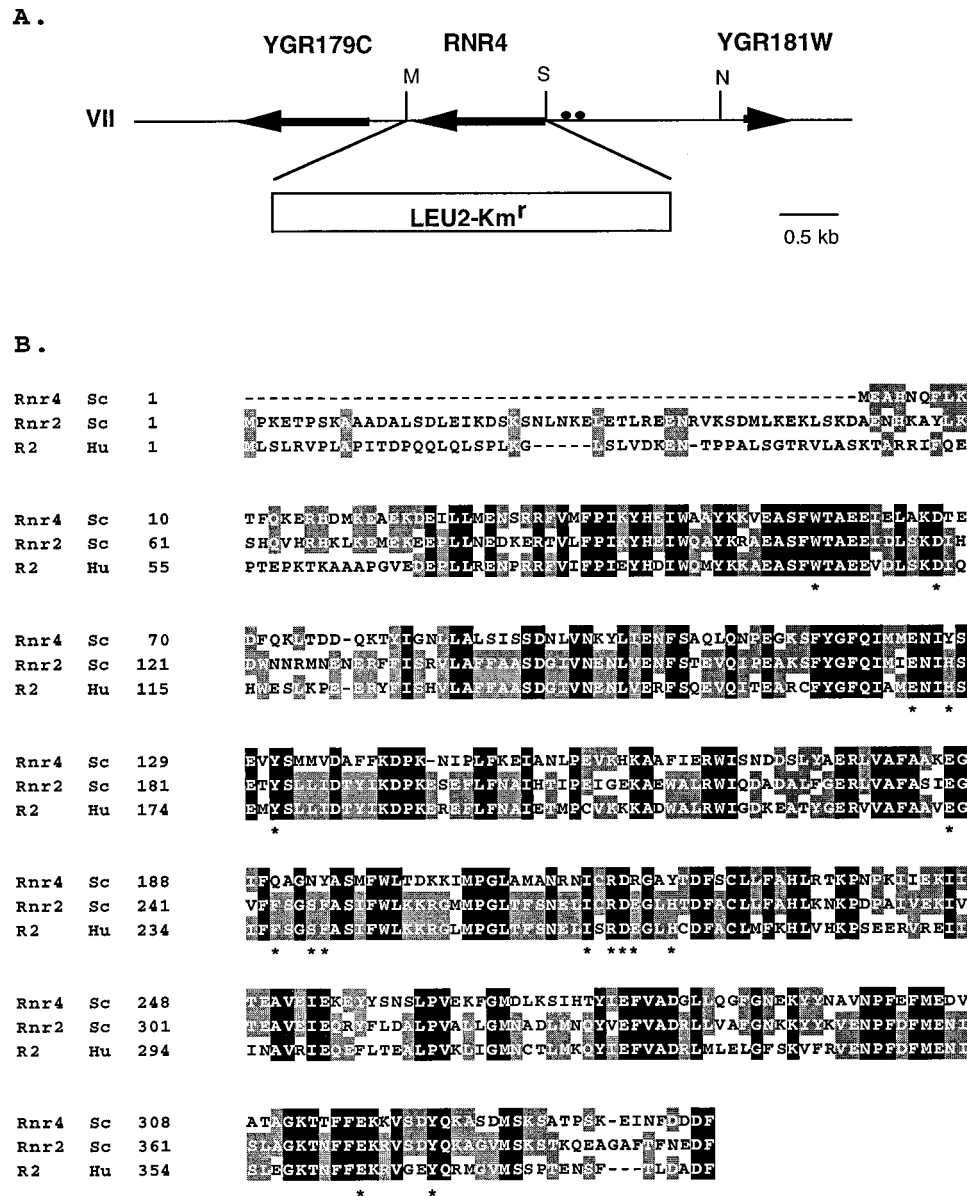 A.
YGR179C RNR4 YGR181W
M S N
VII
LEU2-Kmr
0.5 kb
B.
Rnr4 Sc 1 ---------------------------------------------------MEAHNQFLK
Rnr2 Sc 1 MPKETPSKAAADALSDLEIKDSKSNLNKELETLREENRVKSDMLKEKLSKDAENHKAYLK
R2 Hu 1 MLSLRVPLAPITDPQQLQLSPLKG-----LSLVDKEN-TPPALSGTRVLASKTARRIFQE
Rnr4 Sc 10 TFQKERHDMKEAEKDEILLMENSRRFVMFPIKYHEIWAAYKKVEASFWTAEEIELAKDTE
Rnr2 Sc 61 SHQVHRHKLKEMEKEEPLLNEDKERTVLFPIKYHEIWQAYKRAEASFWTAEEIDLSKDIH
R2 Hu 55 PTEPKTKAAAPGVEDEPLLRENPRRFVIFPIEYHDIWQMYKKAEASFWTAEEVDLSKDIQ
* *
Rnr4 Sc 70 DFQKLTDD-QKTYIGNLLALSISSDNLVNKYLIENFSAQLQNPEGKSFYGFQIMMENIYS
Rnr2 Sc 121 DWNNRMNENERFFISRVLAFFAASDGIVNENLVENFSTEVQIPEAKSFYGFQIMIENIHS
R2 Hu 115 HWESLKPE-ERYFISHVLAFFAASDGIVNENLVERFSQEVQITEARCFYGFQIAMENIHS
* *
Rnr4 Sc 129 EVYSMMVDAFFKDPK-NIPLFKEIANLPEVKHKAAFIERWISNDDSLYAERLVAFAAKEG
Rnr2 Sc 181 ETYSLLIDTYIKDPKESEFLFNAIHTIPEIGEKAEWALRWIQDADALFGERLVAFASIEG
R2 Hu 174 EMYSLLIDTYIKDPKEREFLFNAIETMPCVKKKADWALRWIGDKEATYGERVVAFAAVEG
* *
Rnr4 Sc 188 IFQAGNYASMFWLTDKKIMPGLAMANRNICRDRGAYTDFSCLLFAHLRTKPNPKIIEKII
Rnr2 Sc 241 VFFSGSFASIFWLKKRGMMPGLTFSNELICRDEGLHTDFACLLFAHLKNKPDPAIVEKIV
R2 Hu 234 IFFSGSFASIFWLKKRGLMPGLTFSNELISRDEGLHCDFACLMFKHLVHKPSEERVREII
* ** * *** *
Rnr4 Sc 248 TEAVEIEKEYYSNSLPVEKFGMDLKSIHTYIEFVADGLLQGFGNEKYYNAVNPFEFMEDV
Rnr2 Sc 301 TEAVEIEQRYFLDALPVALLGMNADLMNQYVEFVADRLLVAFGNKKYYKVENPFDFMENI
R2 Hu 294 INAVRIEQEFLTEALPVKLIGMNCTLMKQYIEFVADRLMLELGFSKVFRVENPFDFMENI
Rnr4 Sc 308 ATAGKTTFFEKKVSDYQKASDMSKSATPSK-EINFDDDF
Rnr2 Sc 361 SLAGKTNFFEKRVSDYQKAGVMSKSTKQEAGAFTFNEDF
R2 Hu 354 SLEGKTNFFEKRVGEYQRMGVMSSPTENSF---TLDADF
* *